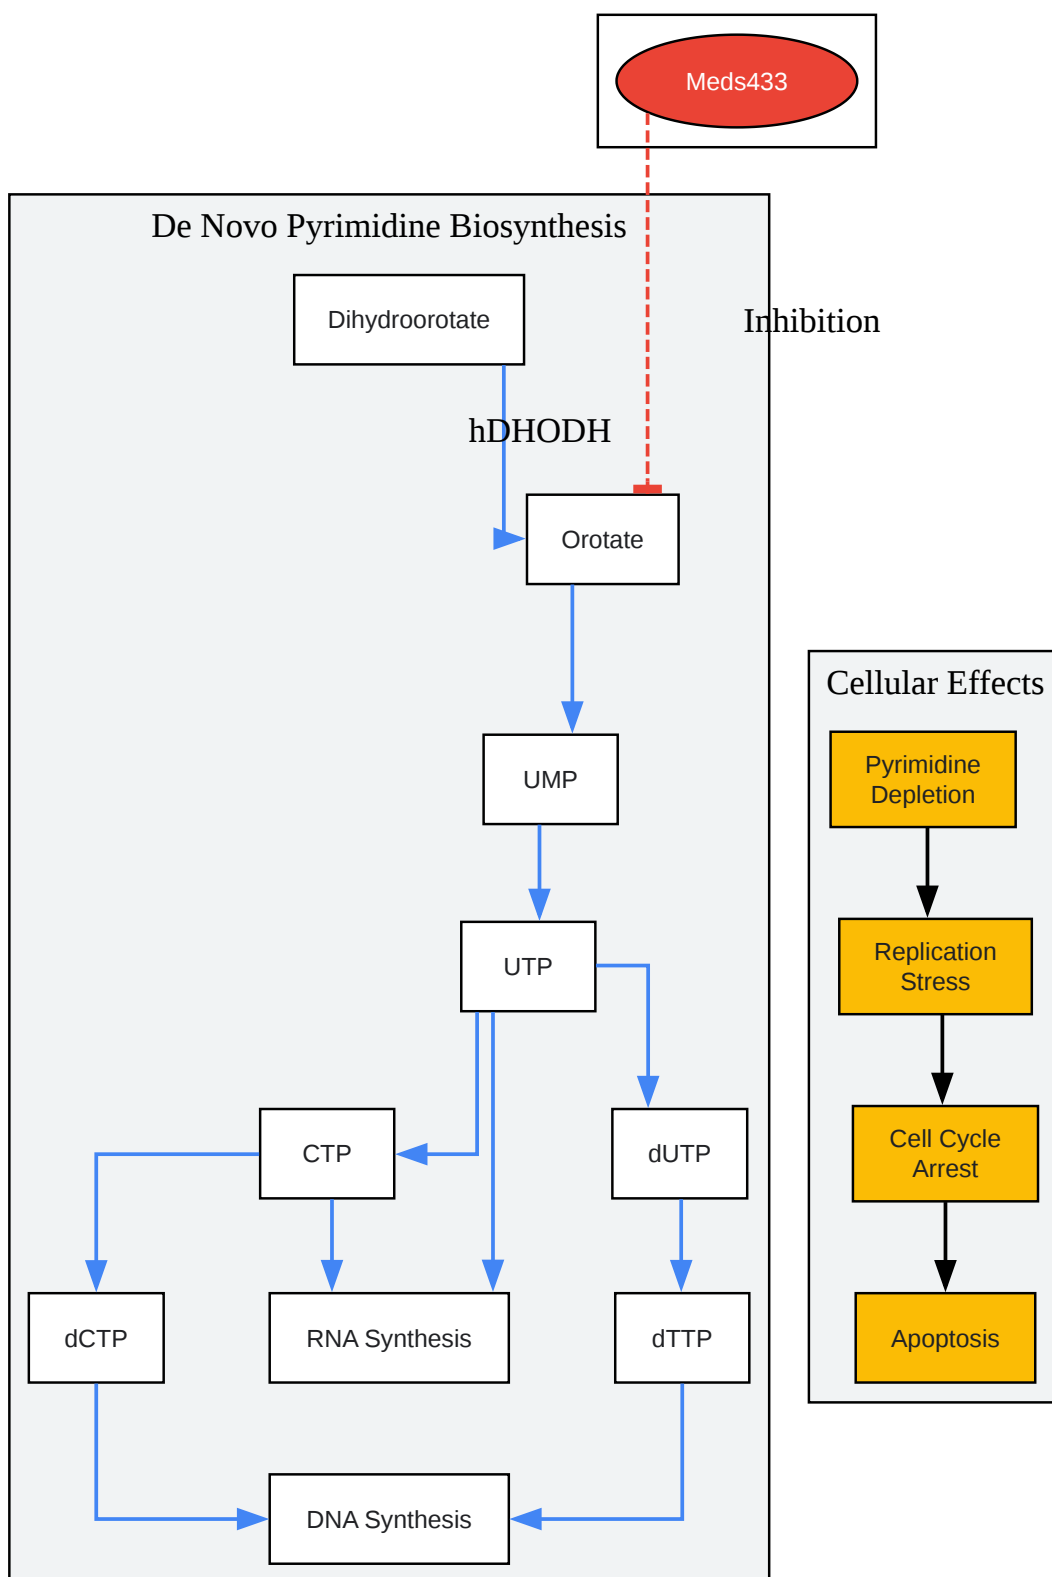 Meds433
De Novo Pyrimidine Biosynthesis
Dihydroorotate
Inhibition
hDHODH
Orotate
UMP
UTP
CTP
dUTP
dCTP
RNA Synthesis
dTTP
DNA Synthesis
Cellular Effects
Pyrimidine
Depletion
Replication
Stress
Cell Cycle
Arrest
Apoptosis